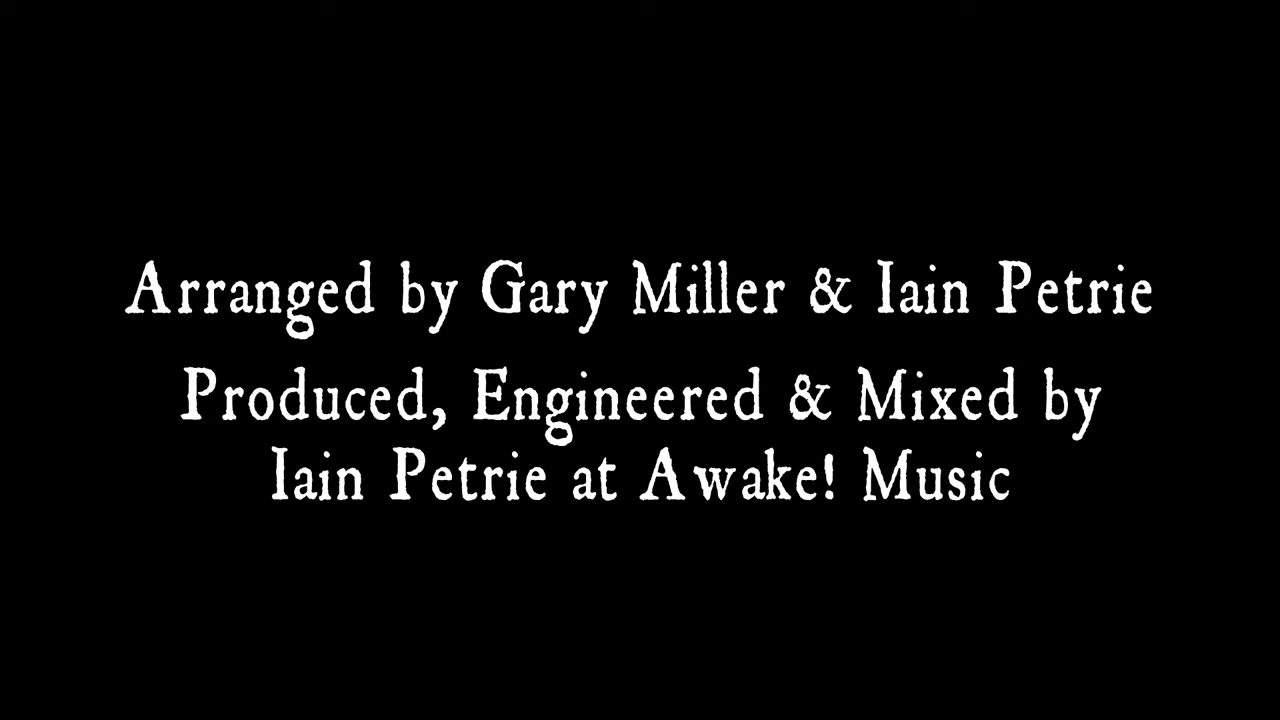 Arranged by Gary Miller & Iain Petrie
Produced, Engineered & Mixed by
Iain Petrie at Awake! Music